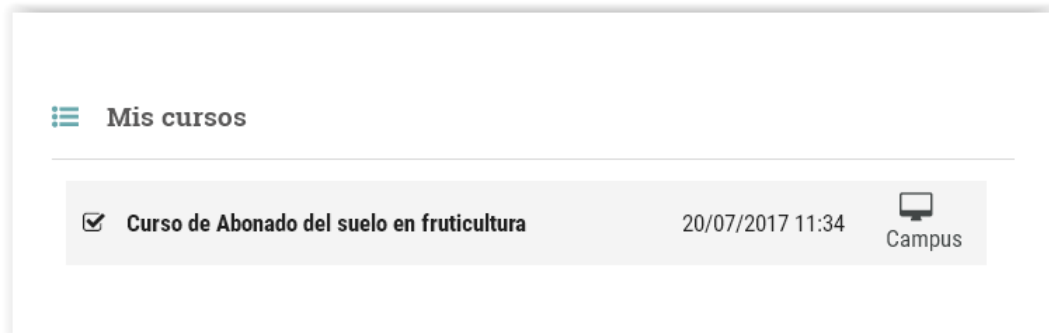 Mis cursos
Curso de Abonado del suelo en fruticultura 20/07/2017 11:34 Campus